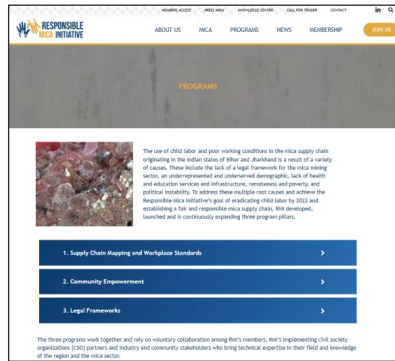 MEMBERS ACCESS PRESS AREA KNOWLEDGE CENTER CALL FOR TENDER CONTACT in
RESPONSIBLE
MICA INITIATIVE
ABOUT US MICA PROGRAMS NEWS MEMBERSHIP JOIN US
PROGRAMS
The use of child labor and poor working conditions in the mica supply chain
originating in the Indian states of Bihar and Jharkhand is a result of a variety
of causes. These include the lack of a legal framework for the mica mining
sector, an underrepresented and underserved demographic, lack of health
and education services and infrastructure, remoteness and poverty, and
political instability. To address these multiple root causes and achieve the
Responsible Mica Initiative's goal of eradicating child labor by 2022 and
establishing a fair and responsible mica supply chain, RMI developed,
launched and is continuously expanding three program pillars.
1. Supply Chain Mapping and Workplace Standards
2. Community Empowerment
3. Legal Frameworks
The three programs work together and rely on voluntary collaboration among RMI's members, RMI's implementing civil society
organizations (CSO) partners and industry and community stakeholders who bring technical expertise in their field and knowledge
of the region and the mica sector.